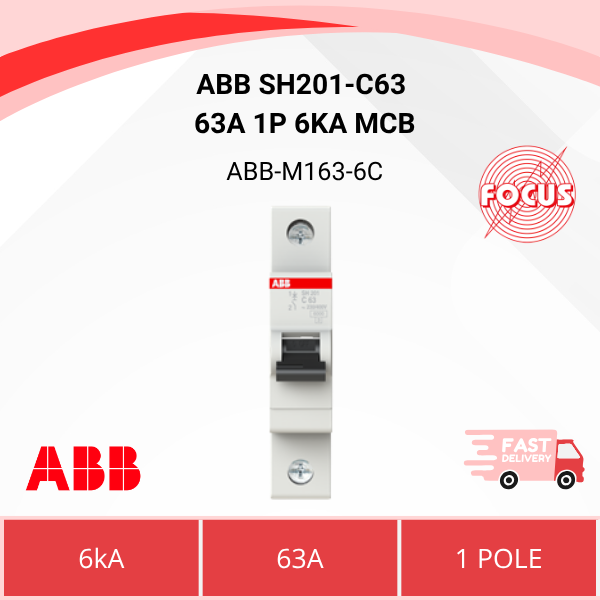 ABB SH201-C63
63A 1P 6KA MCB
ABB-M163-6C
FOCUS
ABB
SH201
C 63
ABB
FAST
DELIVERY
6kA
63A
1 POLE